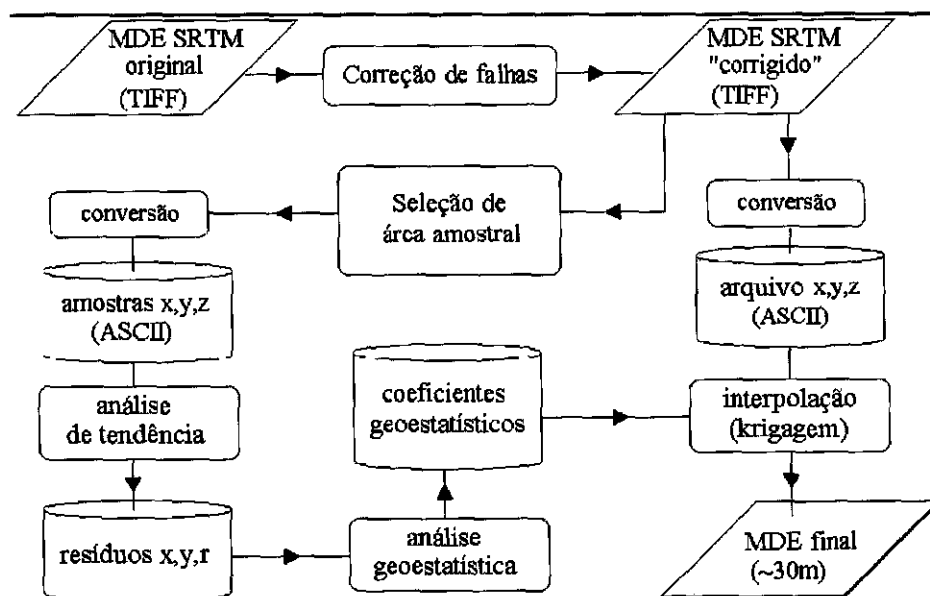 MDE SRTM
original
(TIFF)
Correção de falhas
MDE SRTM
"corrigido"
(TIFF)
conversão
Seleção de
área amostral
conversão
amostras x,y,z
(ASCII)
arquivo x,y,z
(ASCII)
análise
de tendência
coeficientes
geoestatísticos
interpolação
(krigagem)
resíduos x,y,r
análise
geoestatística
MDE final
(~30m)